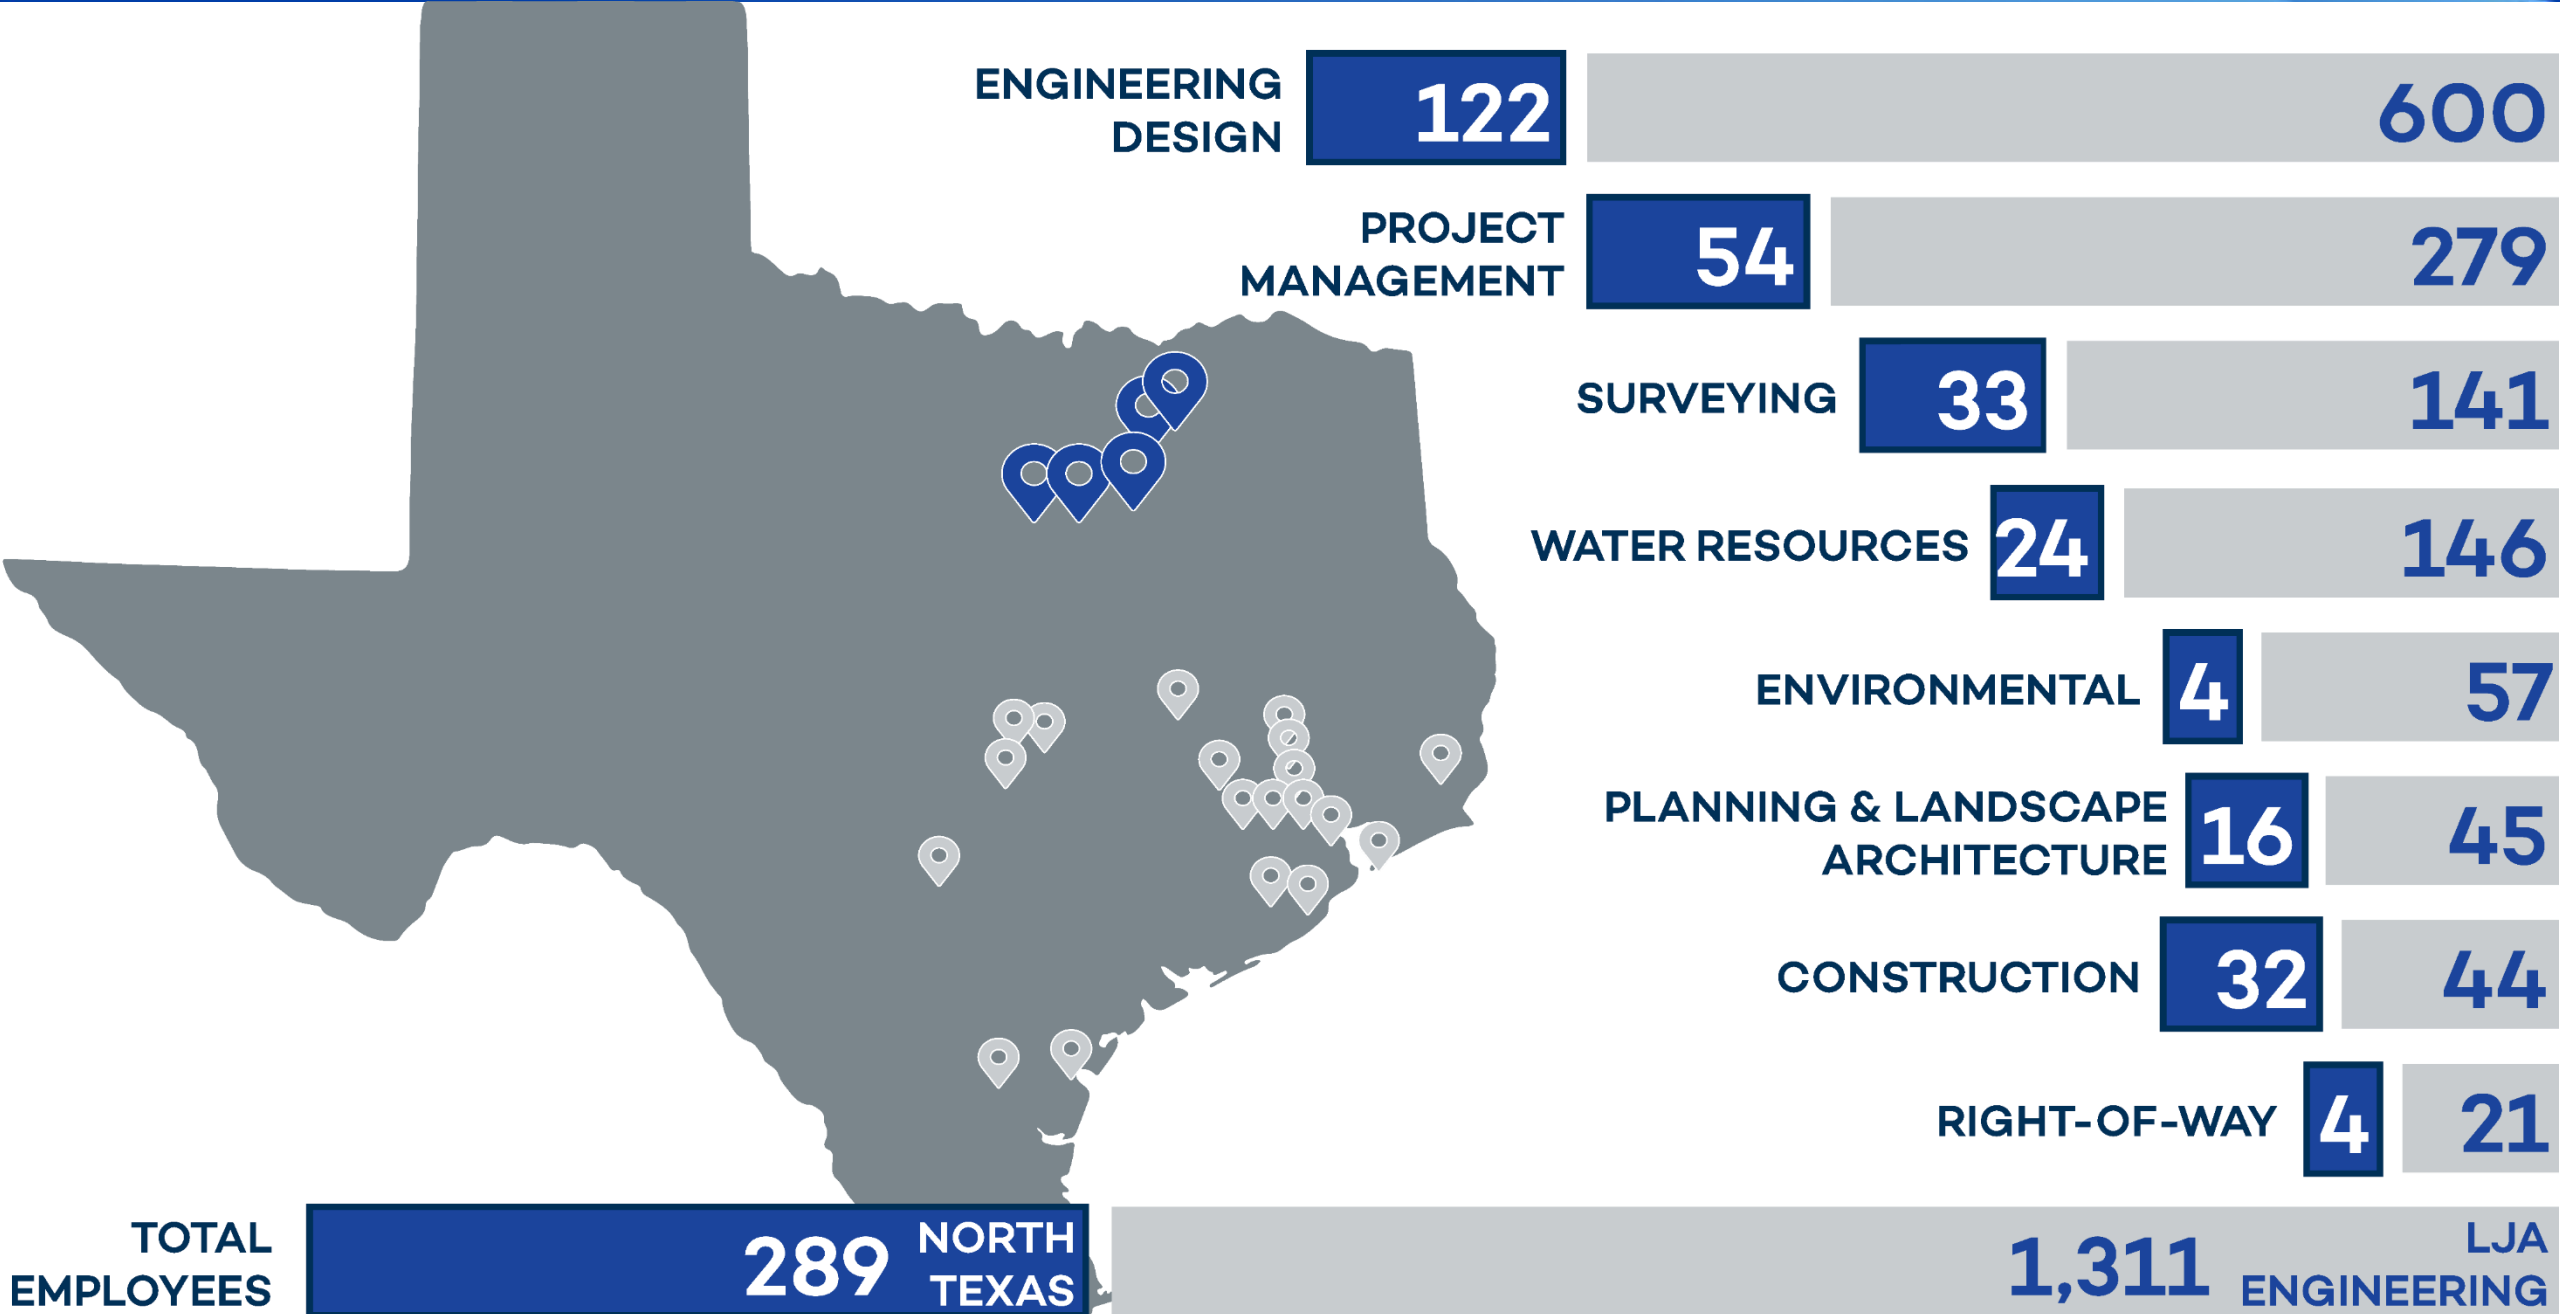 ENGINEERING
DESIGN
122
600
PROJECT
MANAGEMENT
54
279
SURVEYING
33
141
WATER RESOURCES
24
146
ENVIRONMENTAL
4
57
PLANNING & LANDSCAPE
ARCHITECTURE
16
45
CONSTRUCTION
32
44
RIGHT-OF-WAY
4
21
TOTAL
EMPLOYEES
289
NORTH
TEXAS
1,311
LJA
ENGINEERING